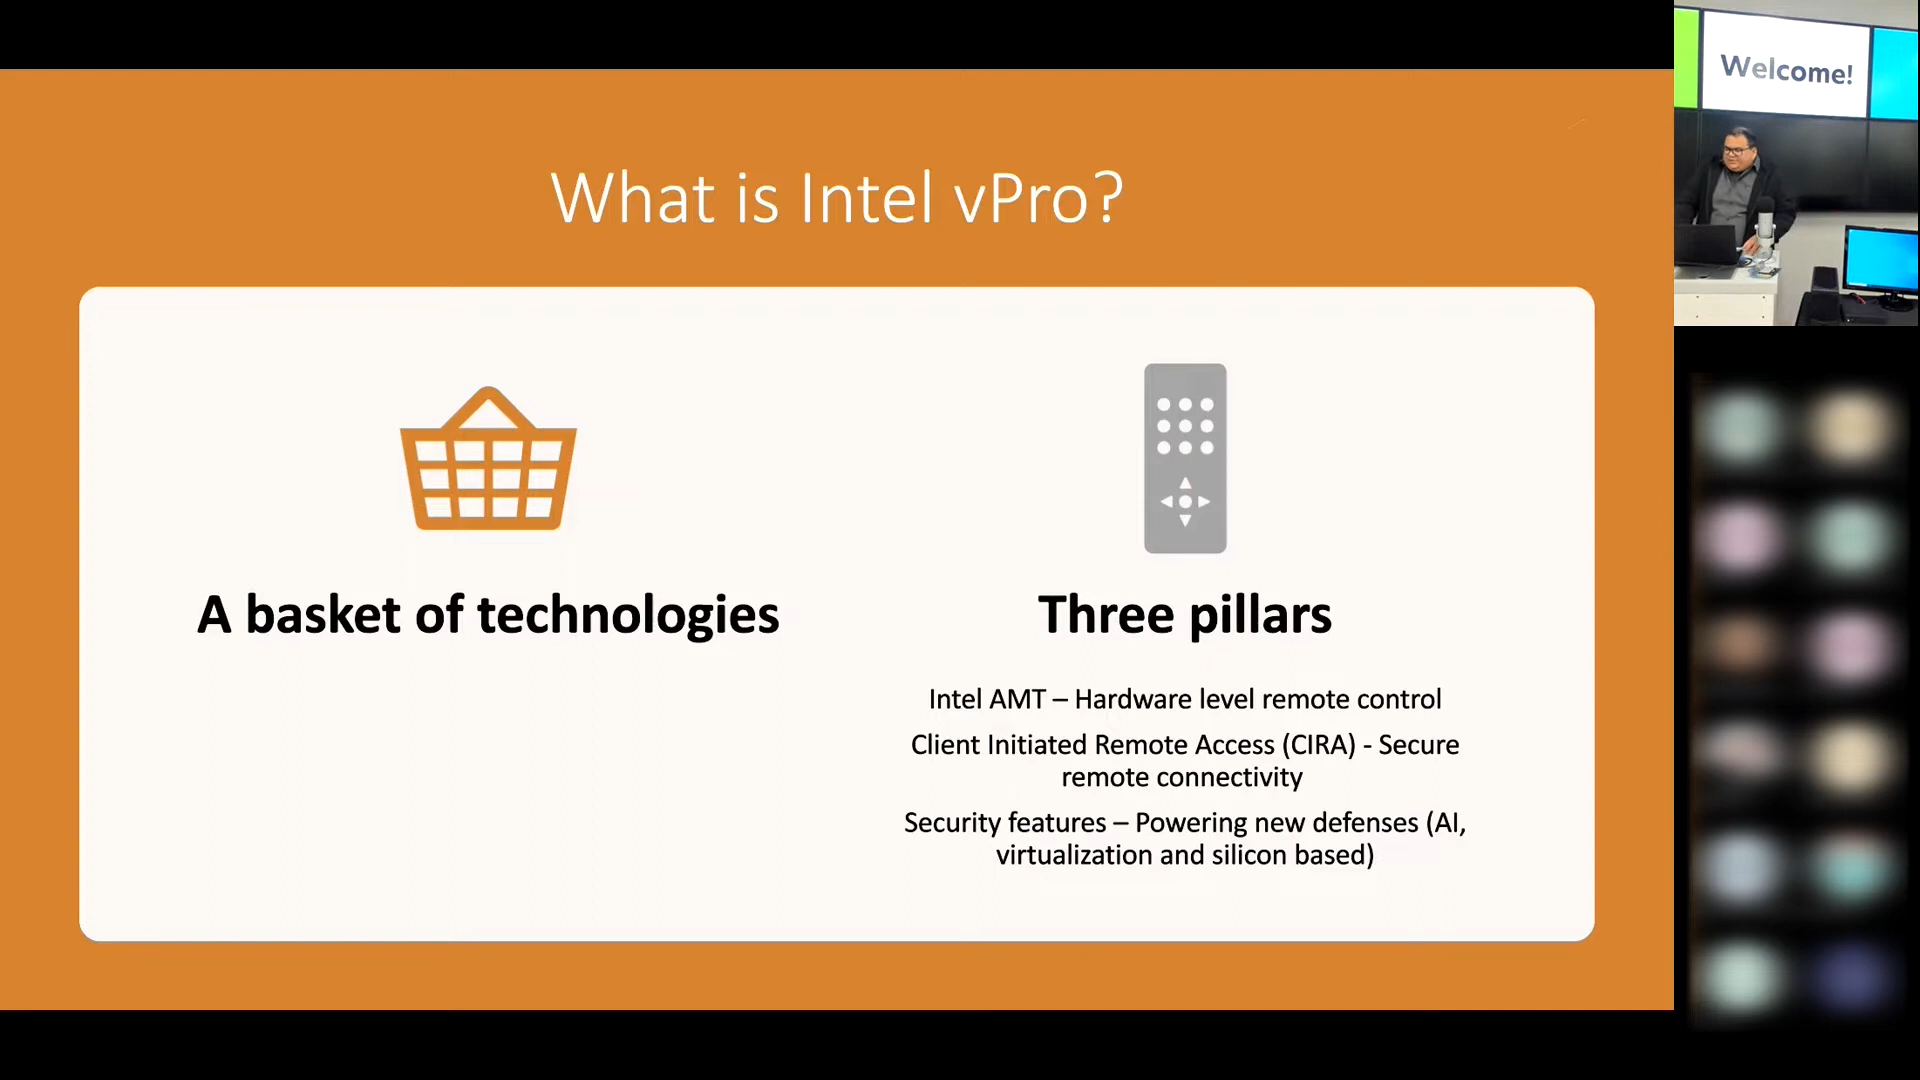 What is Intel vPro?
A basket of technologies
Three pillars
Intel AMT – Hardware level remote control
Client Initiated Remote Access (CIRA) - Secure
remote connectivity
Security features – Powering new defenses (AI,
virtualization and silicon based)
Welcome!